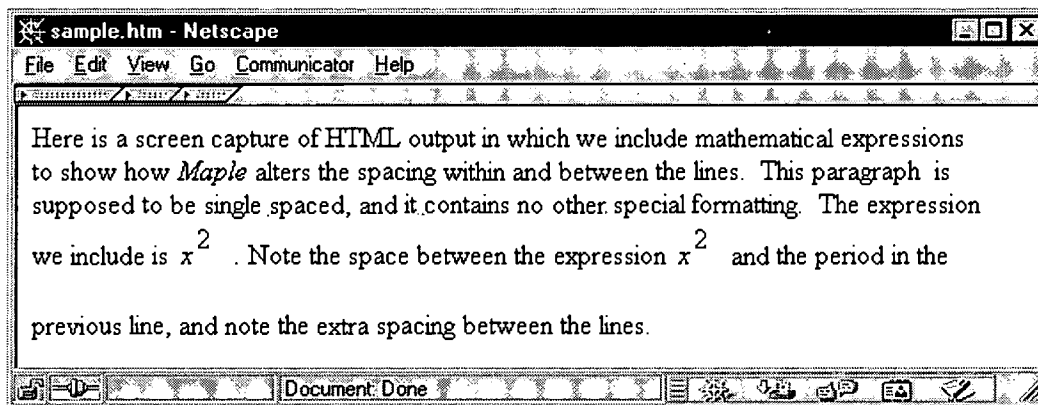 sample.htm - Netscape
File Edit View Go Communicator Help
Here is a screen capture of HTML output in which we include mathematical expressions
to show how Maple alters the spacing within and between the lines. This paragraph is
supposed to be single spaced, and it contains no other special formatting. The expression
we include is x² . Note the space between the expression x² and the period in the
previous line, and note the extra spacing between the lines.
Document: Done